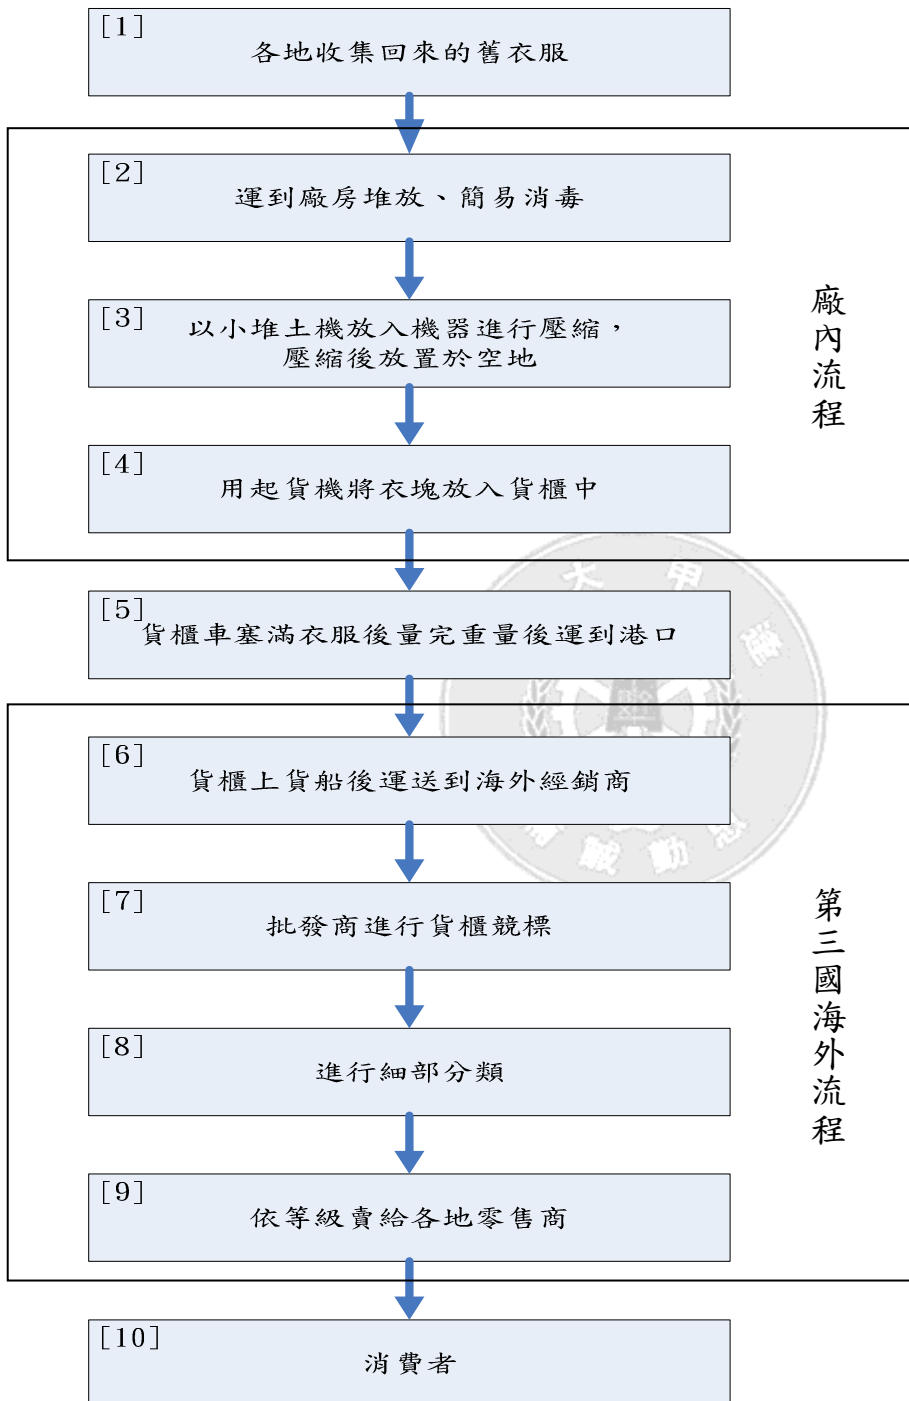 [1]
各地收集回來的舊衣服
[2]
運到廠房堆放、簡易消毒
[3]
以小堆土機放入機器進行壓縮，
壓縮後放置於空地
[4]
用起貨機將衣塊放入貨櫃中
廠內流程
[5]
貨櫃車塞滿衣服後量完重量後運到港口
[6]
貨櫃上貨船後運送到海外經銷商
[7]
批發商進行貨櫃競標
[8]
進行細部分類
[9]
依等級賣給各地零售商
第三國海外流程
[10]
消費者